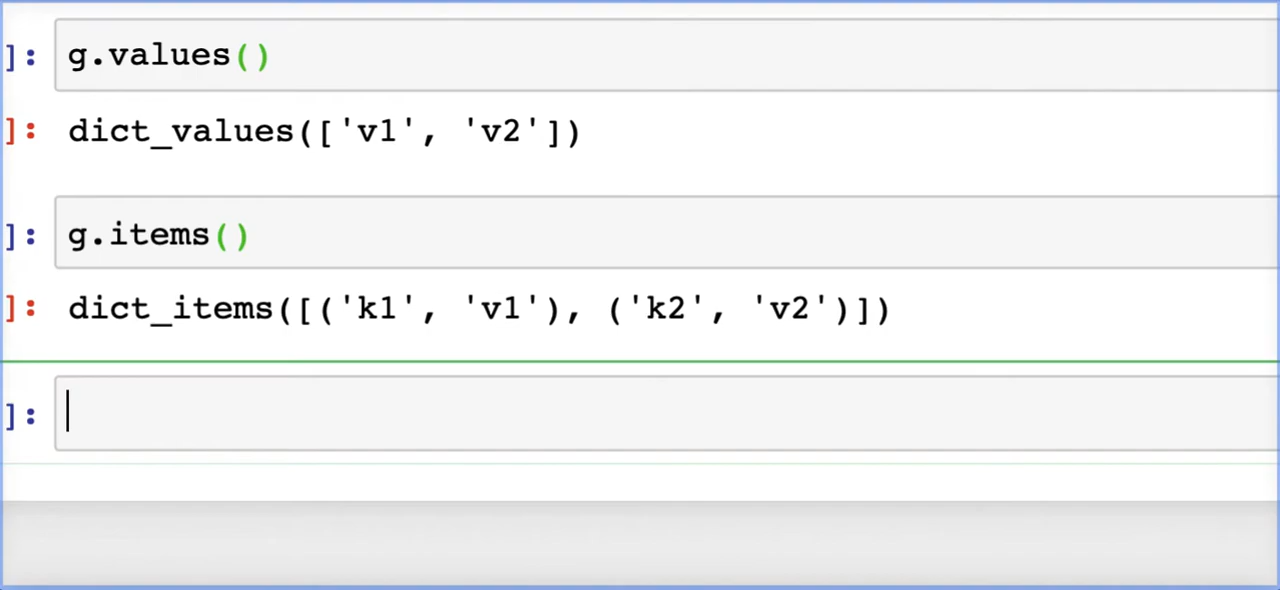 ]: g.values()
]: dict_values(['v1', 'v2'])
]: g.items()
]: dict_items([('k1', 'v1'), ('k2', 'v2')])
]: